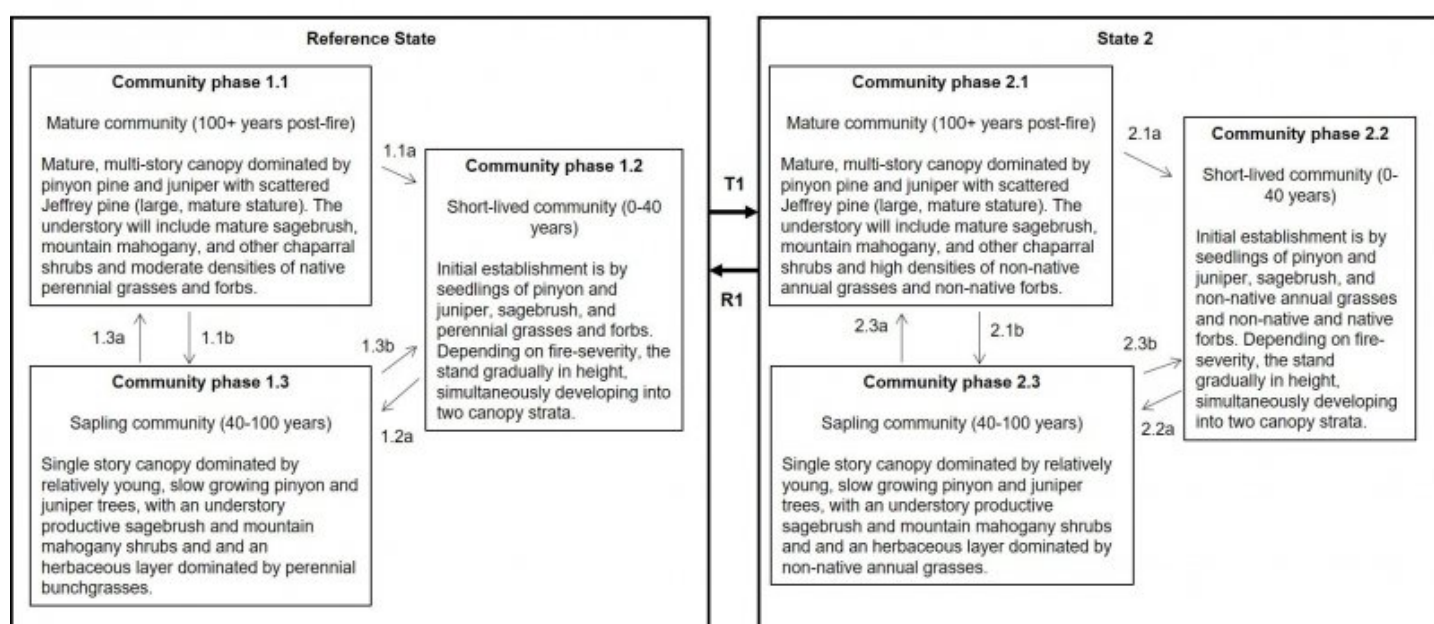 Reference State
Community phase 1.1
Mature community (100+ years post-fire)
Mature, multi-story canopy dominated by
pinyon pine and juniper with scattered
Jeffrey pine (large, mature stature). The
understory will include mature sagebrush,
mountain mahogany, and other chaparral
shrubs and moderate densities of native
perennial grasses and forbs.
1.1a
Community phase 1.2
Short-lived community (0-40
years)
Initial establishment is by
seedlings of pinyon and
juniper, sagebrush, and
perennial grasses and forbs.
Depending on fire-severity, the
stand gradually in height,
simultaneously developing into
two canopy strata.
1.3a
1.1b
1.3b
1.2a
Community phase 1.3
Sapling community (40-100 years)
Single story canopy dominated by
relatively young, slow growing pinyon and
juniper trees, with an understory
productive sagebrush and mountain
mahogany shrubs and and an
herbaceous layer dominated by perennial
bunchgrasses.
T1
R1
State 2
Community phase 2.1
Mature community (100+ years post-fire)
Mature, multi-story canopy dominated by
pinyon pine and juniper with scattered
Jeffrey pine (large, mature stature). The
understory will include mature sagebrush,
mountain mahogany, and other chaparral
shrubs and high densities of non-native
annual grasses and non-native forbs.
2.1a
Community phase 2.2
Short-lived community (0-
40 years)
Initial establishment is by
seedlings of pinyon and
juniper, sagebrush, and
non-native annual grasses
and non-native and native
forbs. Depending on fire-
severity, the stand
gradually in height,
simultaneously developing
into two canopy strata.
2.3a
2.1b
2.3b
2.2a
Community phase 2.3
Sapling community (40-100 years)
Single story canopy dominated by relatively
young, slow growing pinyon and juniper
trees, with an understory productive
sagebrush and mountain mahogany shrubs
and and an herbaceous layer dominated by
non-native annual grasses.